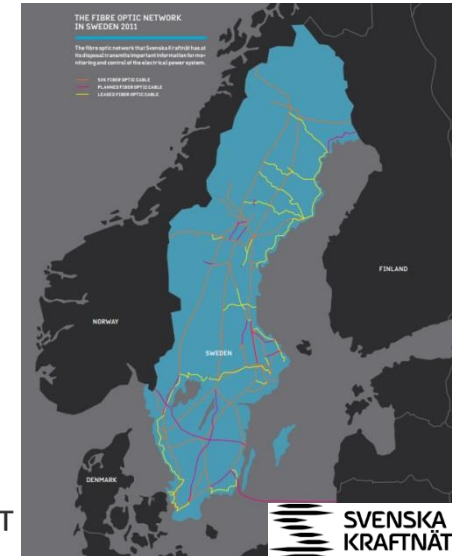 THE FIBRE OPTIC NETWORK
IN SWEDEN 2011
The fibre optic network that Svenska Kraftnät has at
its disposal transmits important information for mo-
nitoring and control of the electrical power system.
SVK FIBER OPTIC CABLE
PLANNED FIBER OPTIC CABLE
LEASED FIBER OPTIC CABLE
FINLAND
NORWAY
SWEDEN
DENMARK
T
SVENSKA
KRAFTNÄT